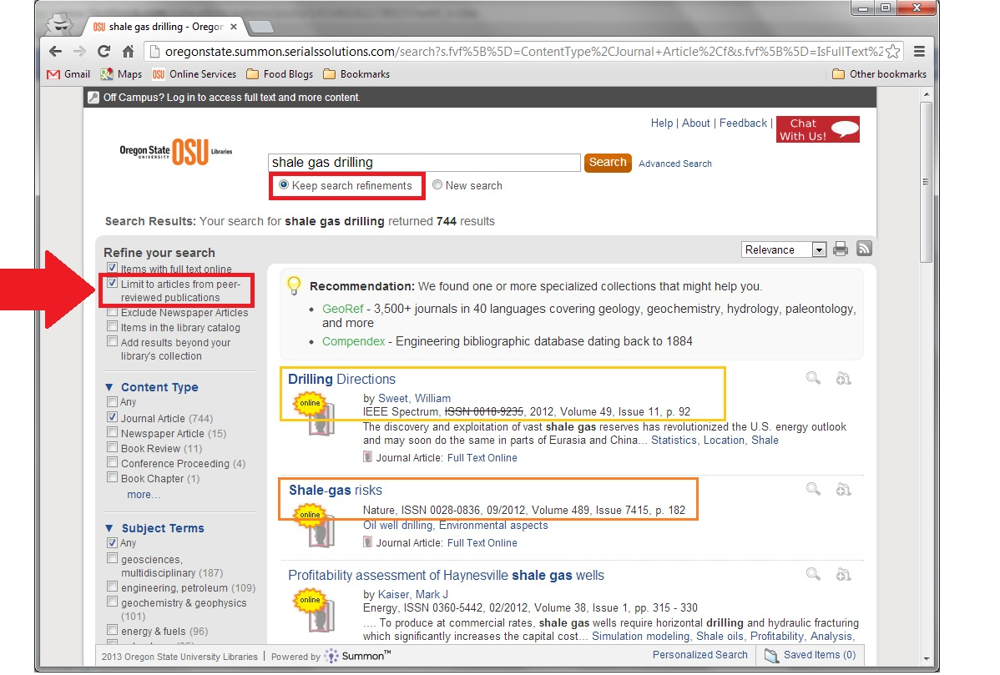 OSU shale gas drilling - Oregor
oregonstate.summon.serialssolutions.com/search?s.fvf%5B%5D=ContentType%2CJournal+Article%2Cf&s.fvf%5B%5D=IsFullText%2
Gmail Maps OSU Online Services Food Blogs Bookmarks Other bookmarks
Off Campus? Log in to access full text and more content.
Help | About | Feedback |
Chat
With Us!
Oregon State
UNIVERSITY
OSU
Libraries
shale gas drilling
Search
Advanced Search
Keep search refinements
New search
Search Results: Your search for shale gas drilling returned 744 results
Refine your search
Items with full text online
Limit to articles from peer-
reviewed publications
Exclude Newspaper Articles
Items in the library catalog
Add results beyond your
library's collection
▼ Content Type
Any
Journal Article (744)
Newspaper Article (15)
Book Review (11)
Conference Proceeding (4)
Book Chapter (1)
more...
▼ Subject Terms
Any
geosciences,
multidisciplinary (187)
engineering, petroleum (109)
geochemistry & geophysics
(101)
energy & fuels (96)
Relevance
Recommendation: We found one or more specialized collections that might help you.
• GeoRef - 3,500+ journals in 40 languages covering geology, geochemistry, hydrology, paleontology,
and more
• Compendex - Engineering bibliographic database dating back to 1884
Drilling Directions
online
by Sweet, William
IEEE Spectrum, ISSN 0018-9235, 2012, Volume 49, Issue 11, p. 92
The discovery and exploitation of vast shale gas reserves has revolutionized the U.S. energy outlook
and may soon do the same in parts of Eurasia and China... Statistics, Location, Shale
Journal Article: Full Text Online
Shale-gas risks
online
Nature, ISSN 0028-0836, 09/2012, Volume 489, Issue 7415, p. 182
Oil well drilling, Environmental aspects
Journal Article: Full Text Online
Profitability assessment of Haynesville shale gas wells
online
by Kaiser, Mark J
Energy, ISSN 0360-5442, 02/2012, Volume 38, Issue 1, pp. 315 - 330
.... To produce at commercial rates, shale gas wells require horizontal drilling and hydraulic fracturing
which significantly increases the capital cost... Simulation modeling, Shale oils, Profitability, Analysis,
2013 Oregon State University Libraries | Powered by Summon™
Personalized Search
Saved Items (0)